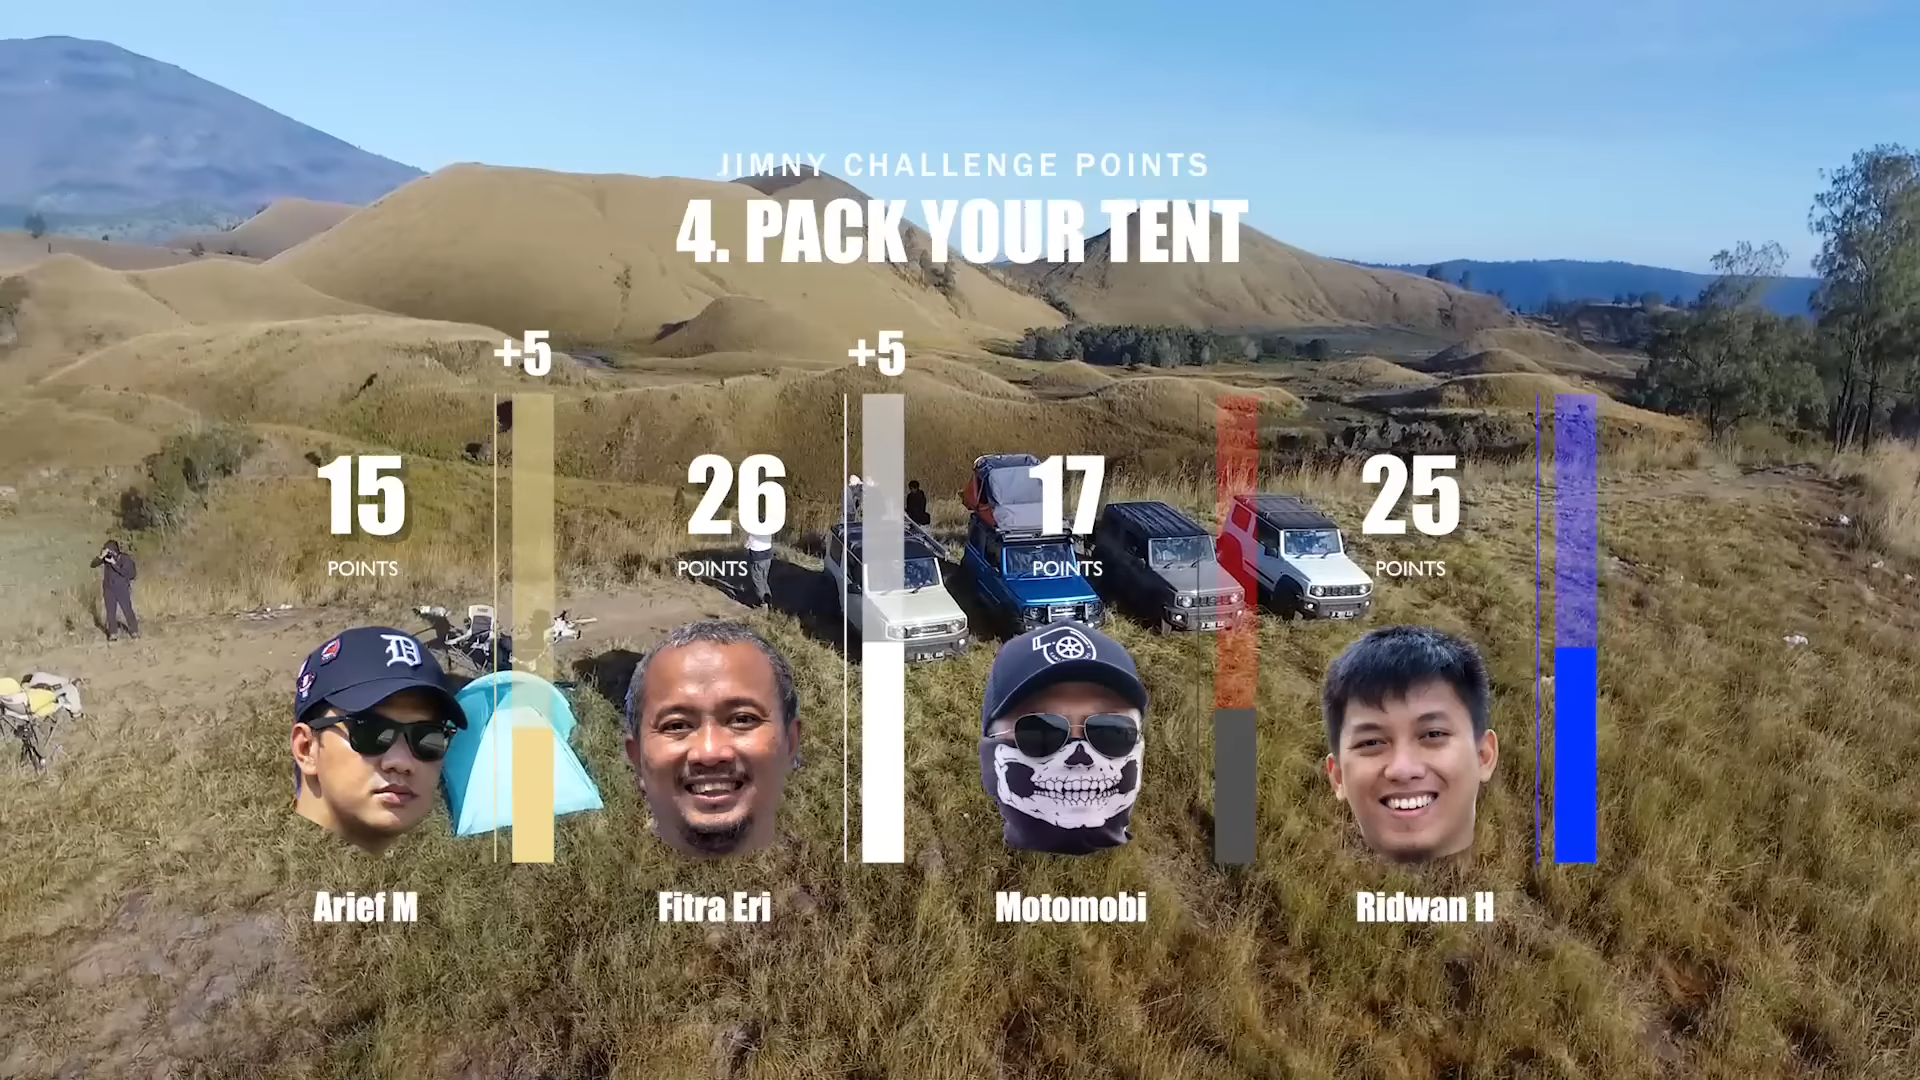 JIMNY CHALLENGE POINTS
4. PACK YOUR TENT
+5
+5
15
26
17
25
POINTS
POINTS
POINTS
POINTS
D
Arief M
Fitra Eri
Motomobi
Ridwan H